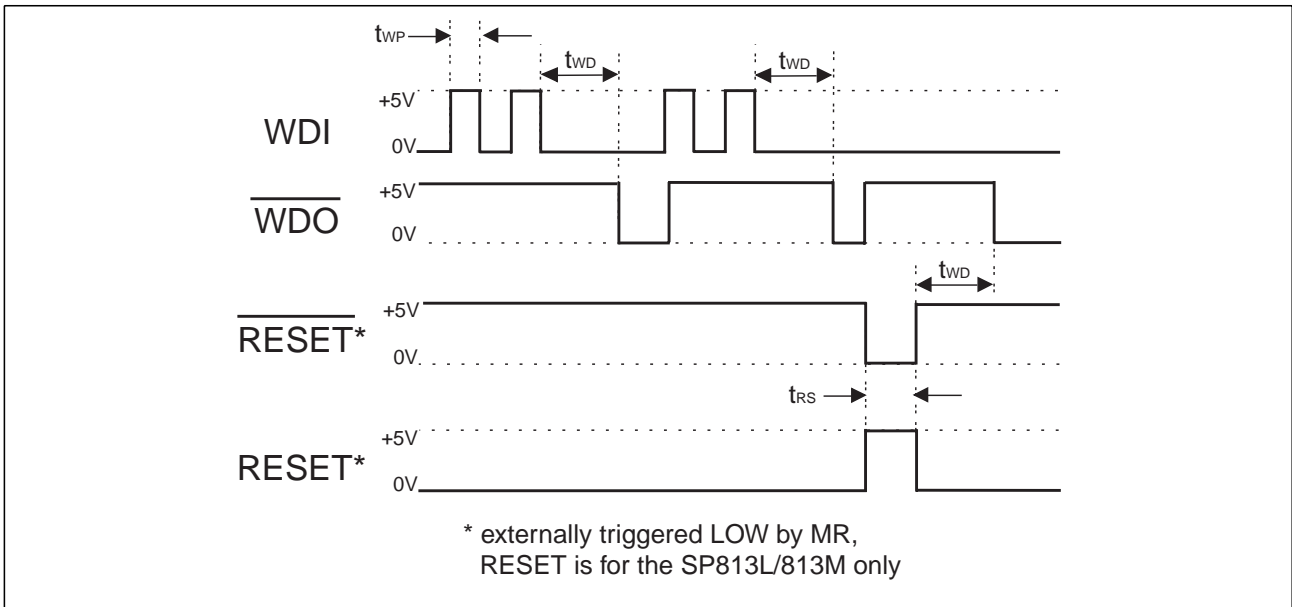 tWP
tWD
tWD
+5V
WDI
0V
+5V
WDO
0V
tWD
+5V
RESET*
0V
tRS
+5V
RESET*
0V
* externally triggered LOW by MR,
RESET is for the SP813L/813M only